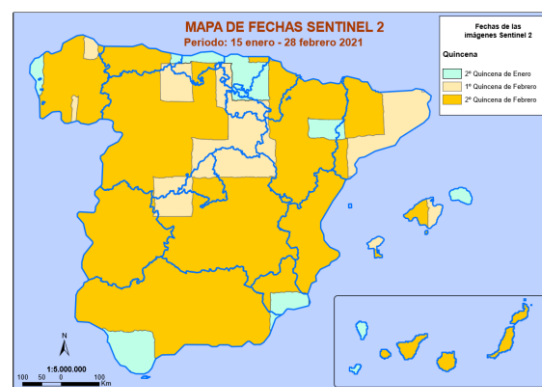 MAPA DE FECHAS SENTINEL 2
Periodo: 15 enero - 28 febrero 2021
Fechas de las
imágenes Sentinel 2
Quincena
2ª Quincena de Enero
1ª Quincena de Febrero
2ª Quincena de Febrero
N
1:5.000.000
100 50 0 100
Km